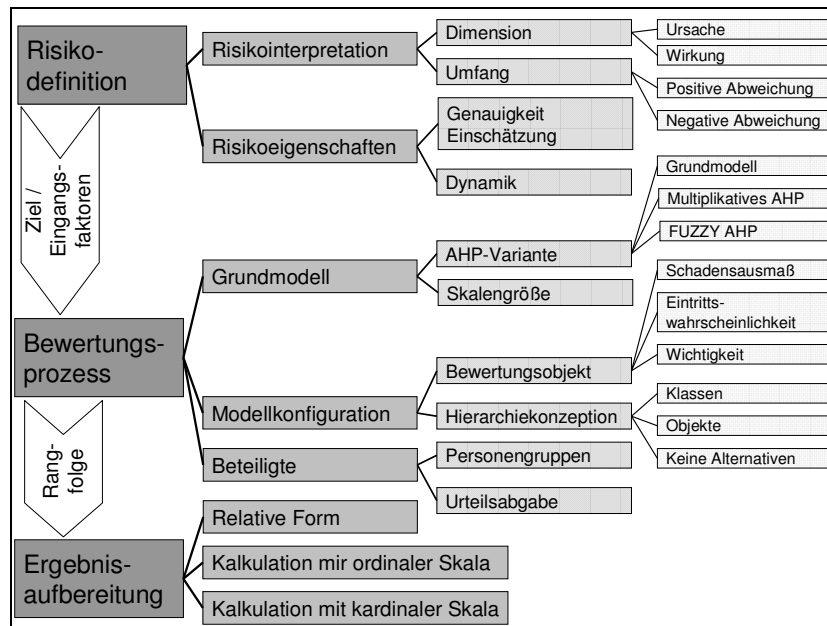 Risiko-
definition
Risikointerpretation
Dimension
Ursache
Wirkung
Umfang
Positive Abweichung
Negative Abweichung
Risikoeigenschaften
Genauigkeit
Einschätzung
Dynamik
Ziel /
Eingangs-
faktoren
Bewertungs-
prozess
Grundmodell
AHP-Variante
Grundmodell
Multiplikatives AHP
FUZZY AHP
Skalengröße
Modellkonfiguration
Bewertungsobjekt
Schadensausmaß
Eintritts-
wahrscheinlichkeit
Wichtigkeit
Hierarchiekonzeption
Klassen
Objekte
Keine Alternativen
Beteiligte
Personengruppen
Urteilsabgabe
Rang-
folge
Ergebnis-
aufbereitung
Relative Form
Kalkulation mir ordinaler Skala
Kalkulation mit kardinaler Skala